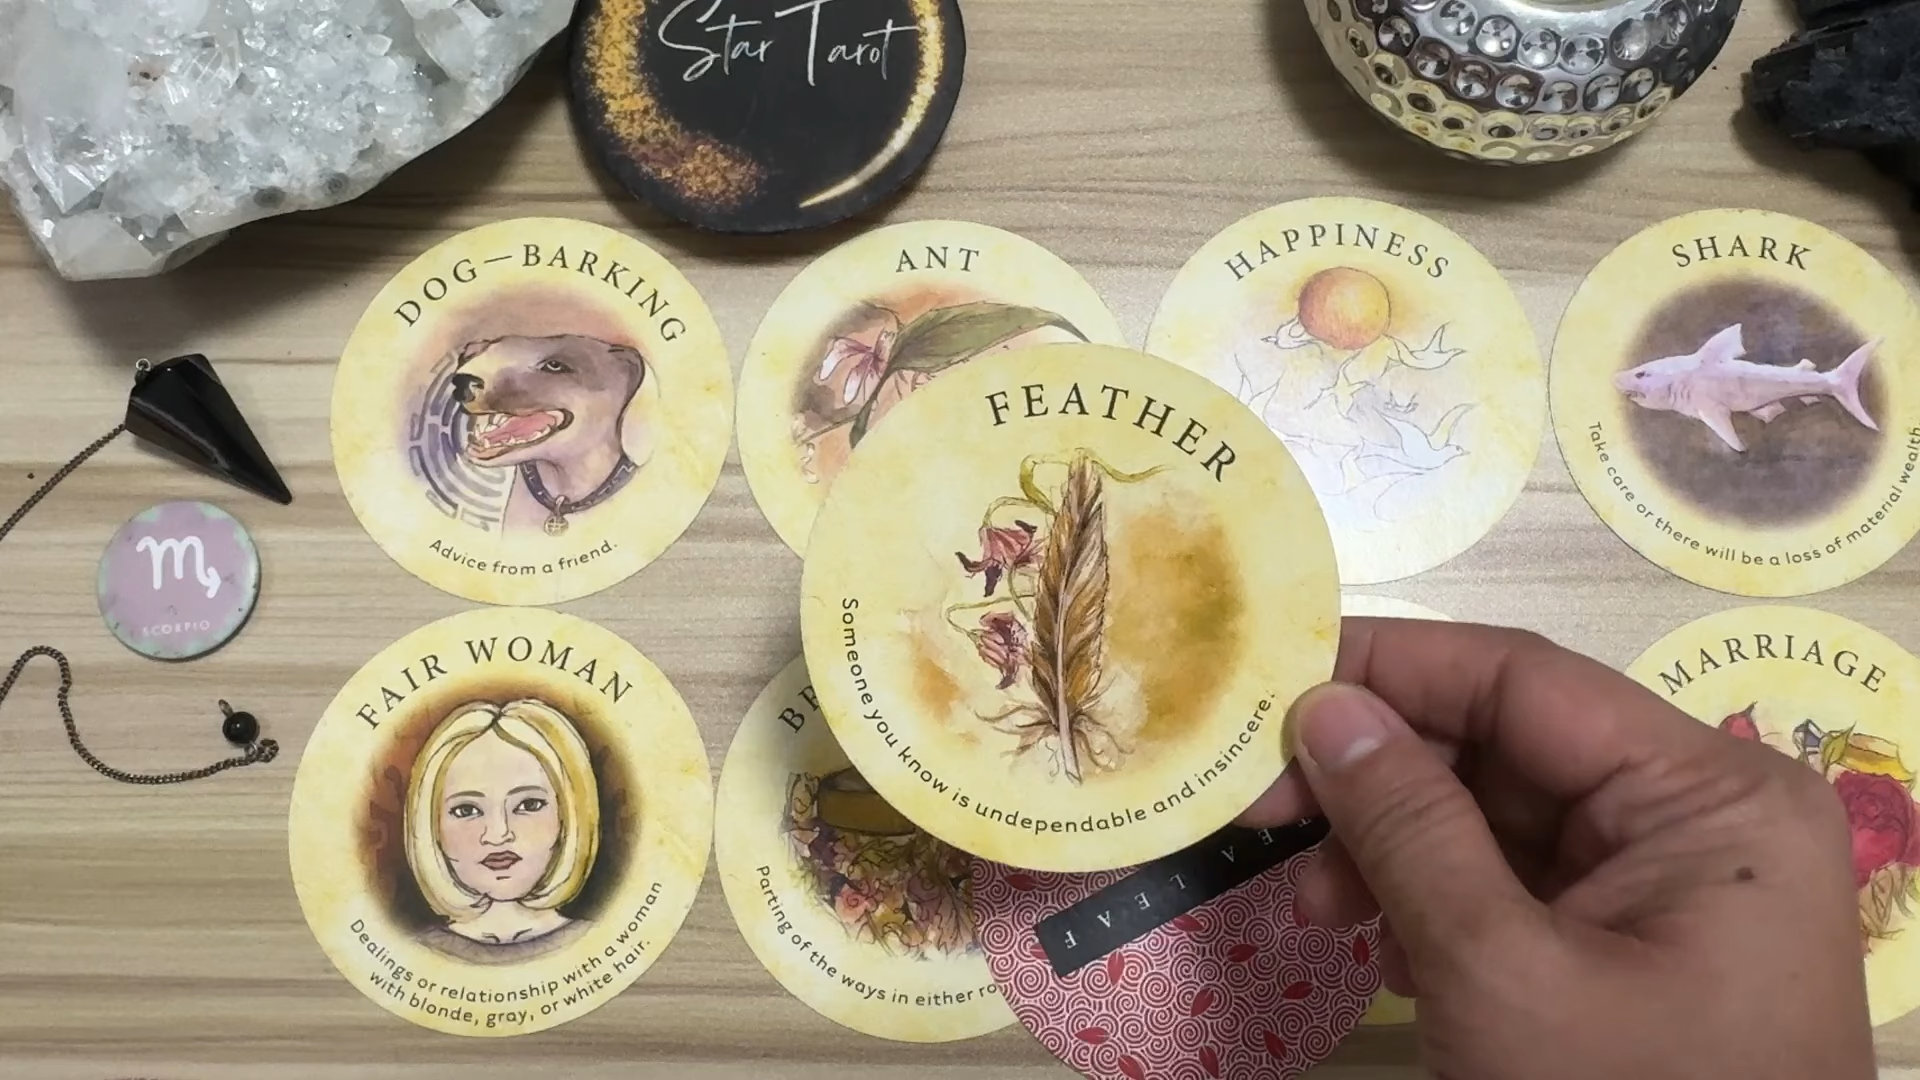 Star Tarot
DOG—BARKING
Advice from a friend.
ANT
HAPPINESS
SHARK
Take care or there will be a loss of material wealth.
FEATHER
Someone you know is undependable and insincere.
SCORPIO
FAIR WOMAN
Dealings or relationship with a woman
with blonde, gray, or white hair.
Parting of the ways in either
MARRIAGE
TEA LEAF